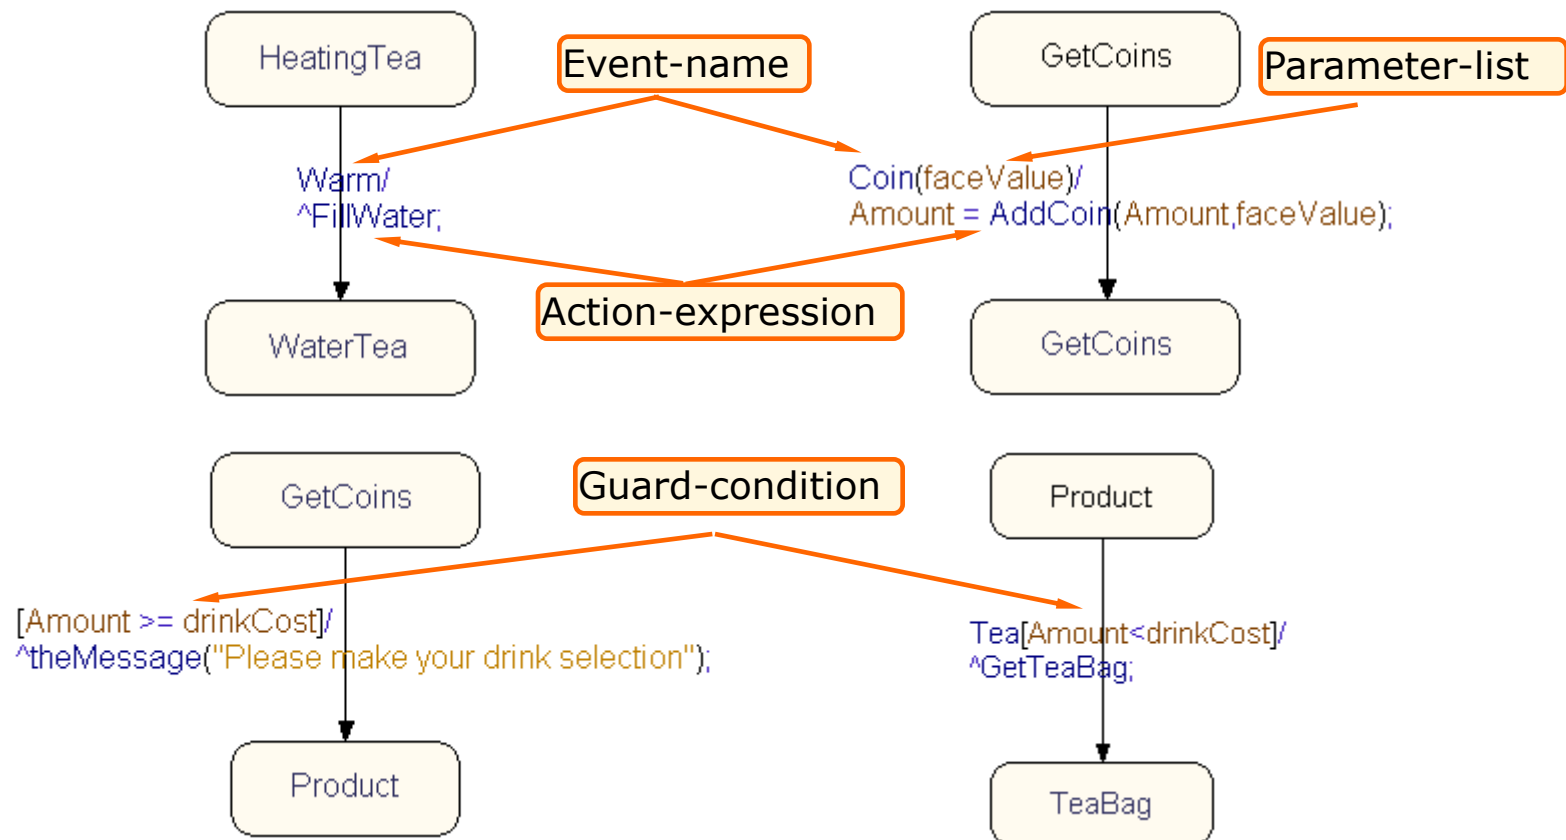 HeatingTea
Event-name
GetCoins
Parameter-list
Warm/
^FillWater;
Coin(faceValue)/
Amount = AddCoin(Amount,faceValue);
Action-expression
WaterTea
GetCoins
GetCoins
Guard-condition
Product
[Amount >= drinkCost]/
^theMessage("Please make your drink selection");
Tea[Amount<drinkCost]/
^GetTeaBag;
Product
TeaBag